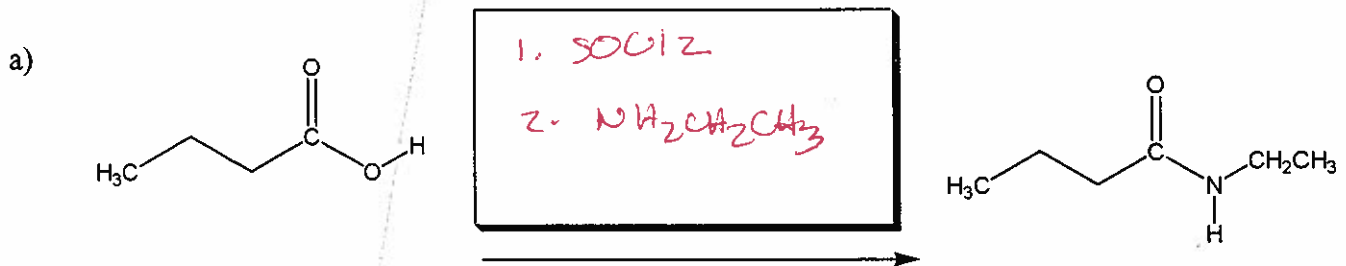 a)
O
C
H
O
H₃C
1. SOCl2
2. NH₂CH₂CH₃
O
C
CH₂CH₃
N
H
H₃C